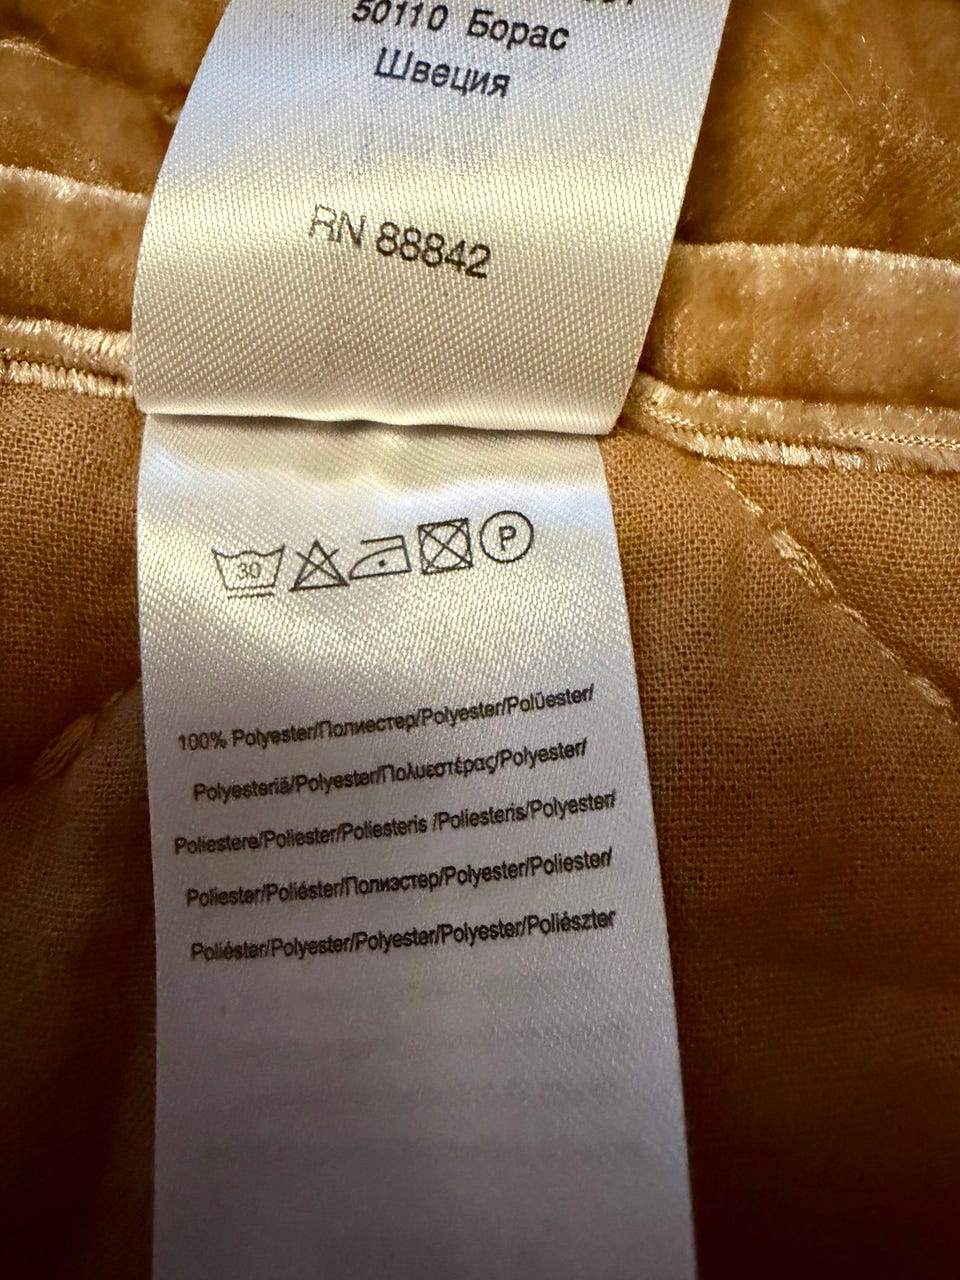 50110 Борас
Швеция
RN 88842
30 P
100% Polyester/Полиестер/Polyester/Polüester/
Polyesteriä/Polyester/Πολυεστέρας/Polyester/
Poliestere/Poliester/Poliesteris /Poliesteris/Polyester/
Poliester/Poliéster/Полиэстер/Polyester/Poliester/
Poliéster/Polyester/Polyester/Polyester/Poliészter